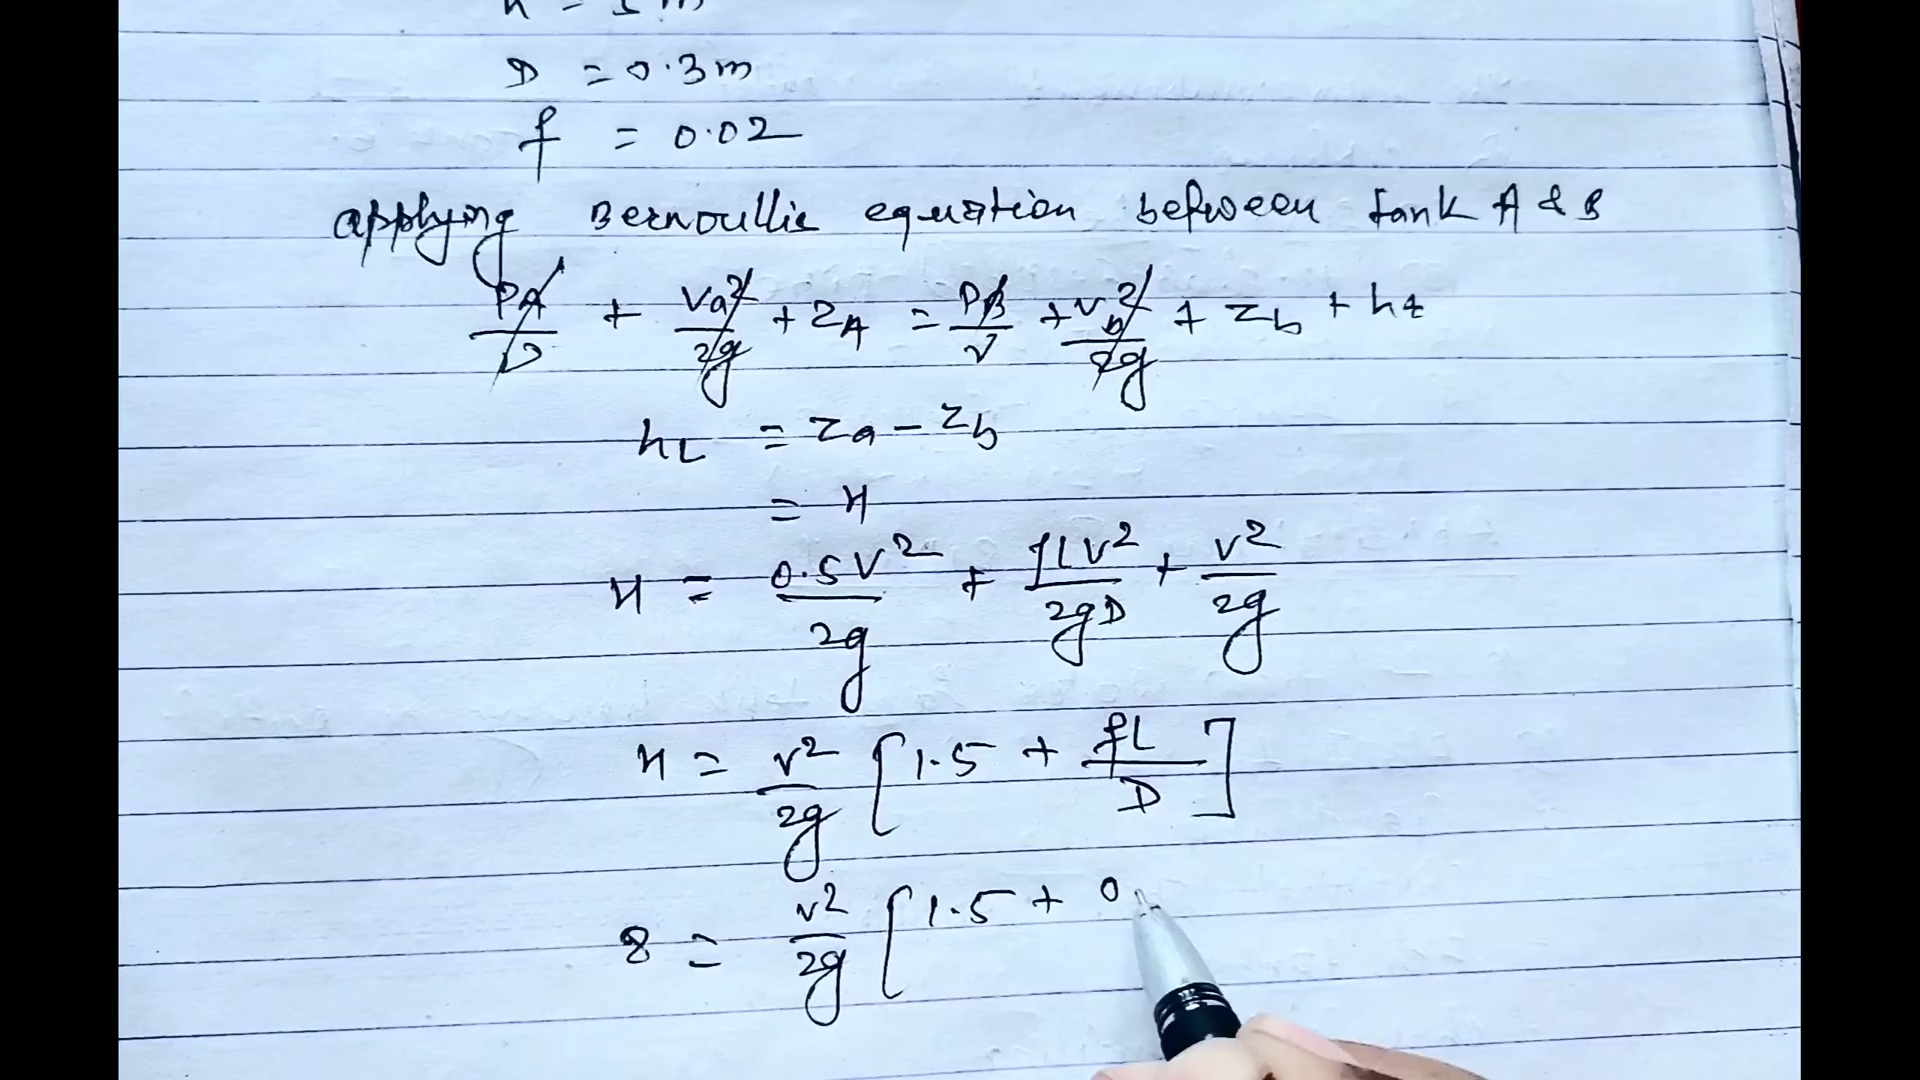 D = 0.3m
f = 0.02
applying Bernoullie equation between tank A & B
PA/ν + Va²/2g + ZA = PB/ν + Vb²/2g + Zb + hL
hL = Za - Zb
= H
H = 0.5V²/2g + fLV²/2gD + V²/2g
H = V²/2g [1.5 + fL/D]
8 = V²/2g [1.5 + 0.